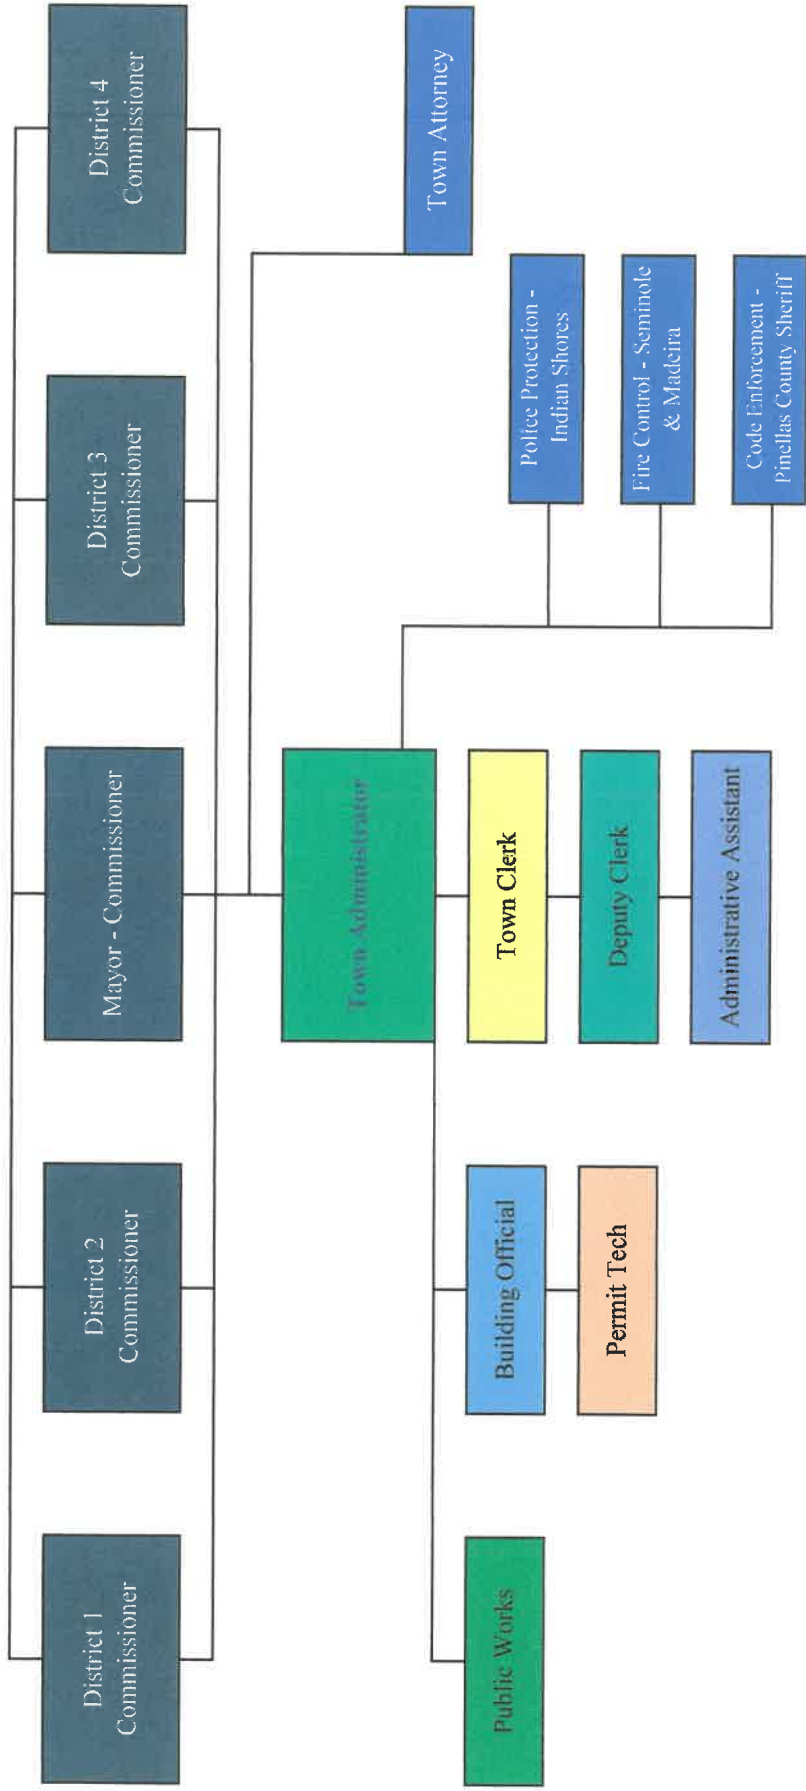 District 1
Commissioner
District 2
Commissioner
Mayor - Commissioner
District 3
Commissioner
District 4
Commissioner
Town Administrator
Town Attorney
Public Works
Building Official
Permit Tech
Town Clerk
Deputy Clerk
Administrative Assistant
Police Protection -
Indian Shores
Fire Control - Seminole
& Madeira
Code Enforcement -
Pinellas County Sheriff